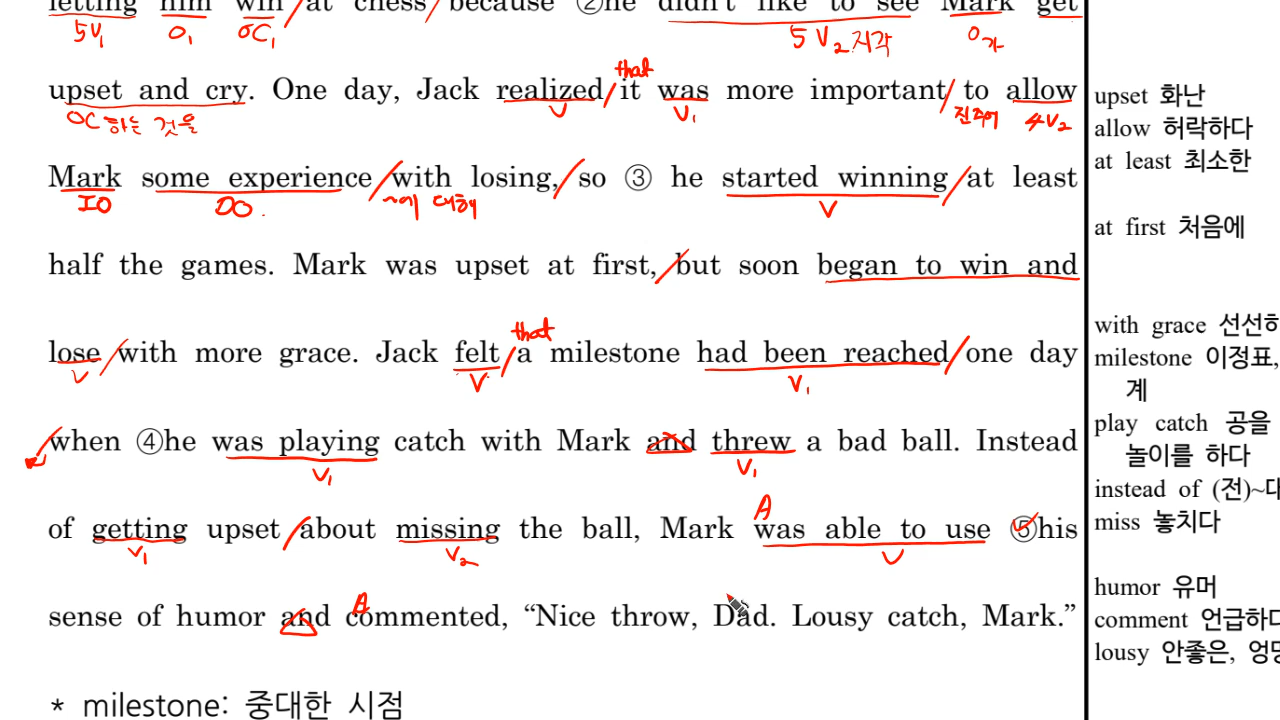 letting him win / at chess / because ②he didn't like to see Mark get
5V₁ O₁ OC₁ 5V₂지각 O가
that
upset and cry. One day, Jack realized / it was more important / to allow
OC 하는 것을 V V₁ 진주어 4V₂
Mark some experience / with losing, / so ③ he started winning / at least
IO DO. ~에 대해 V
half the games. Mark was upset at first, / but soon began to win and
that
lose / with more grace. Jack felt / a milestone had been reached / one day
V V V₁
when ④he was playing catch with Mark and threw a bad ball. Instead
V₁ V₁
A
of getting upset / about missing the ball, Mark was able to use ⑤his
V₁ V₂ V
A
sense of humor and commented, “Nice throw, Dad. Lousy catch, Mark.”
* milestone: 중대한 시점
upset 화난
allow 허락하다
at least 최소한
at first 처음에
with grace 선선히
milestone 이정표,
계
play catch 공을
놀이를 하다
instead of (전)~대
miss 놓치다
humor 유머
comment 언급하다
lousy 안좋은, 엉망